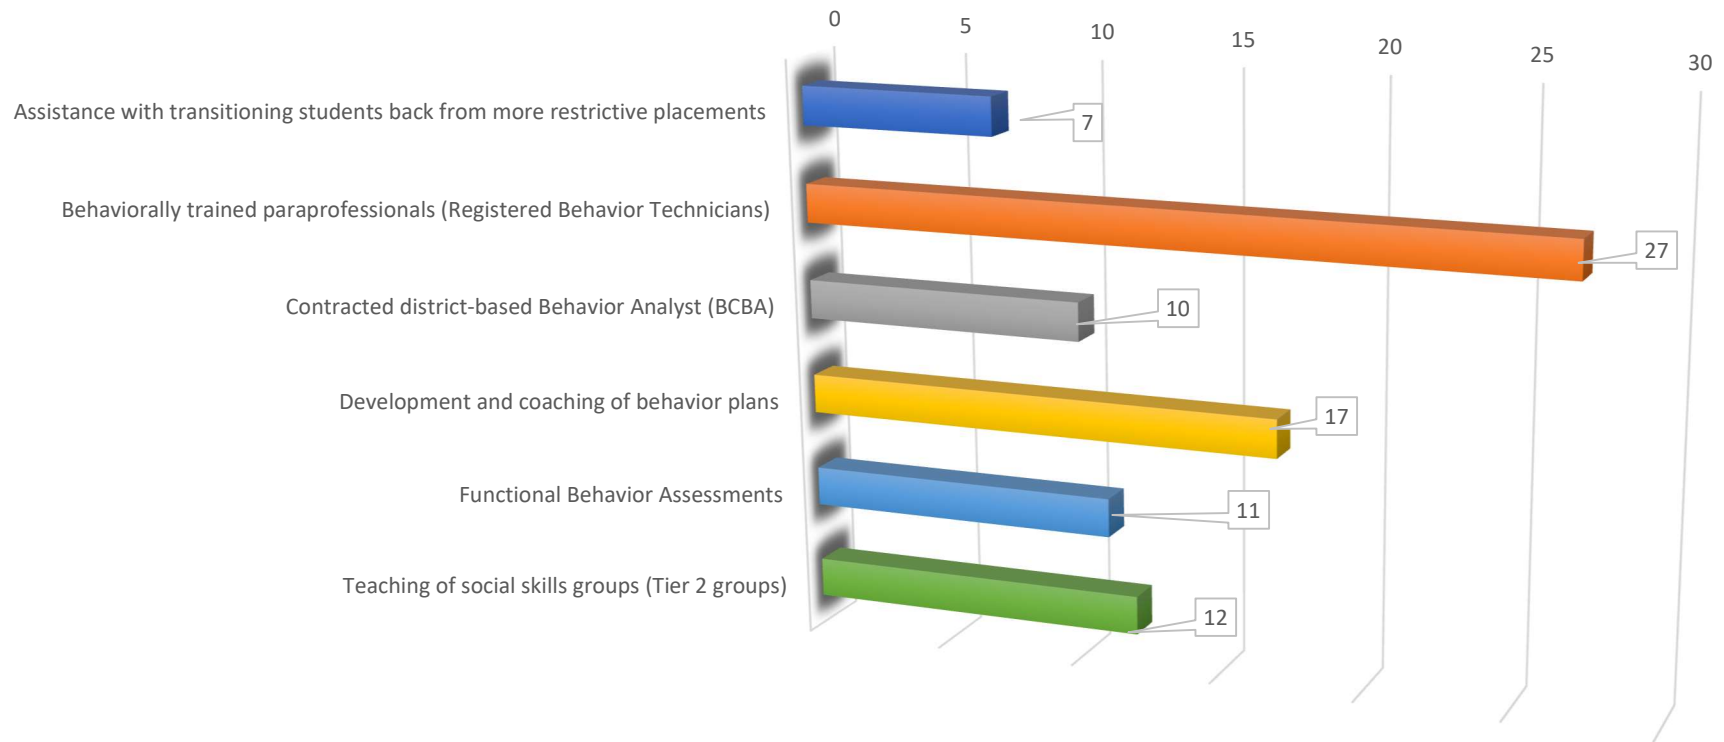 0 5 10 15 20 25 30
Assistance with transitioning students back from more restrictive placements 7
Behaviorally trained paraprofessionals (Registered Behavior Technicians) 27
Contracted district-based Behavior Analyst (BCBA) 10
Development and coaching of behavior plans 17
Functional Behavior Assessments 11
Teaching of social skills groups (Tier 2 groups) 12